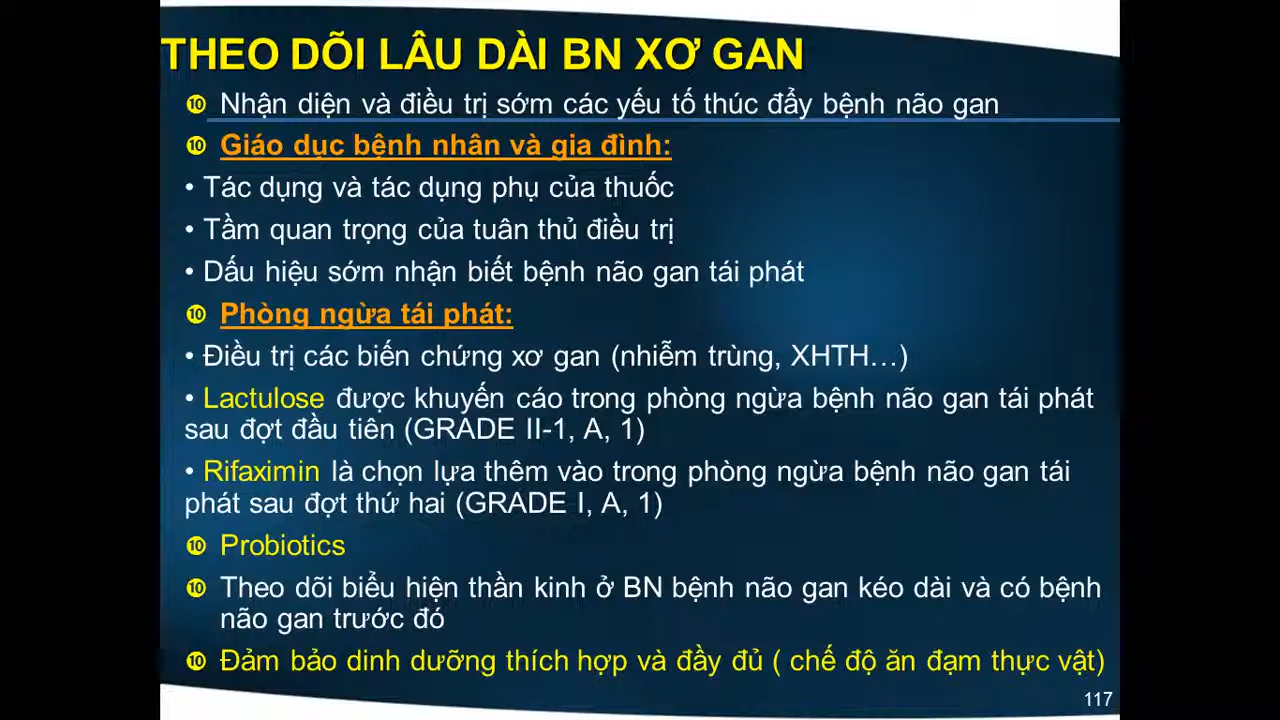 THEO DÕI LÂU DÀI BN XƠ GAN
❿ Nhận diện và điều trị sớm các yếu tố thúc đẩy bệnh não gan
❿ Giáo dục bệnh nhân và gia đình:
• Tác dụng và tác dụng phụ của thuốc
• Tầm quan trọng của tuân thủ điều trị
• Dấu hiệu sớm nhận biết bệnh não gan tái phát
❿ Phòng ngừa tái phát:
• Điều trị các biến chứng xơ gan (nhiễm trùng, XHTH…)
• Lactulose được khuyến cáo trong phòng ngừa bệnh não gan tái phát
sau đợt đầu tiên (GRADE II-1, A, 1)
• Rifaximin là chọn lựa thêm vào trong phòng ngừa bệnh não gan tái
phát sau đợt thứ hai (GRADE I, A, 1)
❿ Probiotics
❿ Theo dõi biểu hiện thần kinh ở BN bệnh não gan kéo dài và có bệnh
não gan trước đó
❿ Đảm bảo dinh dưỡng thích hợp và đầy đủ ( chế độ ăn đạm thực vật)
117